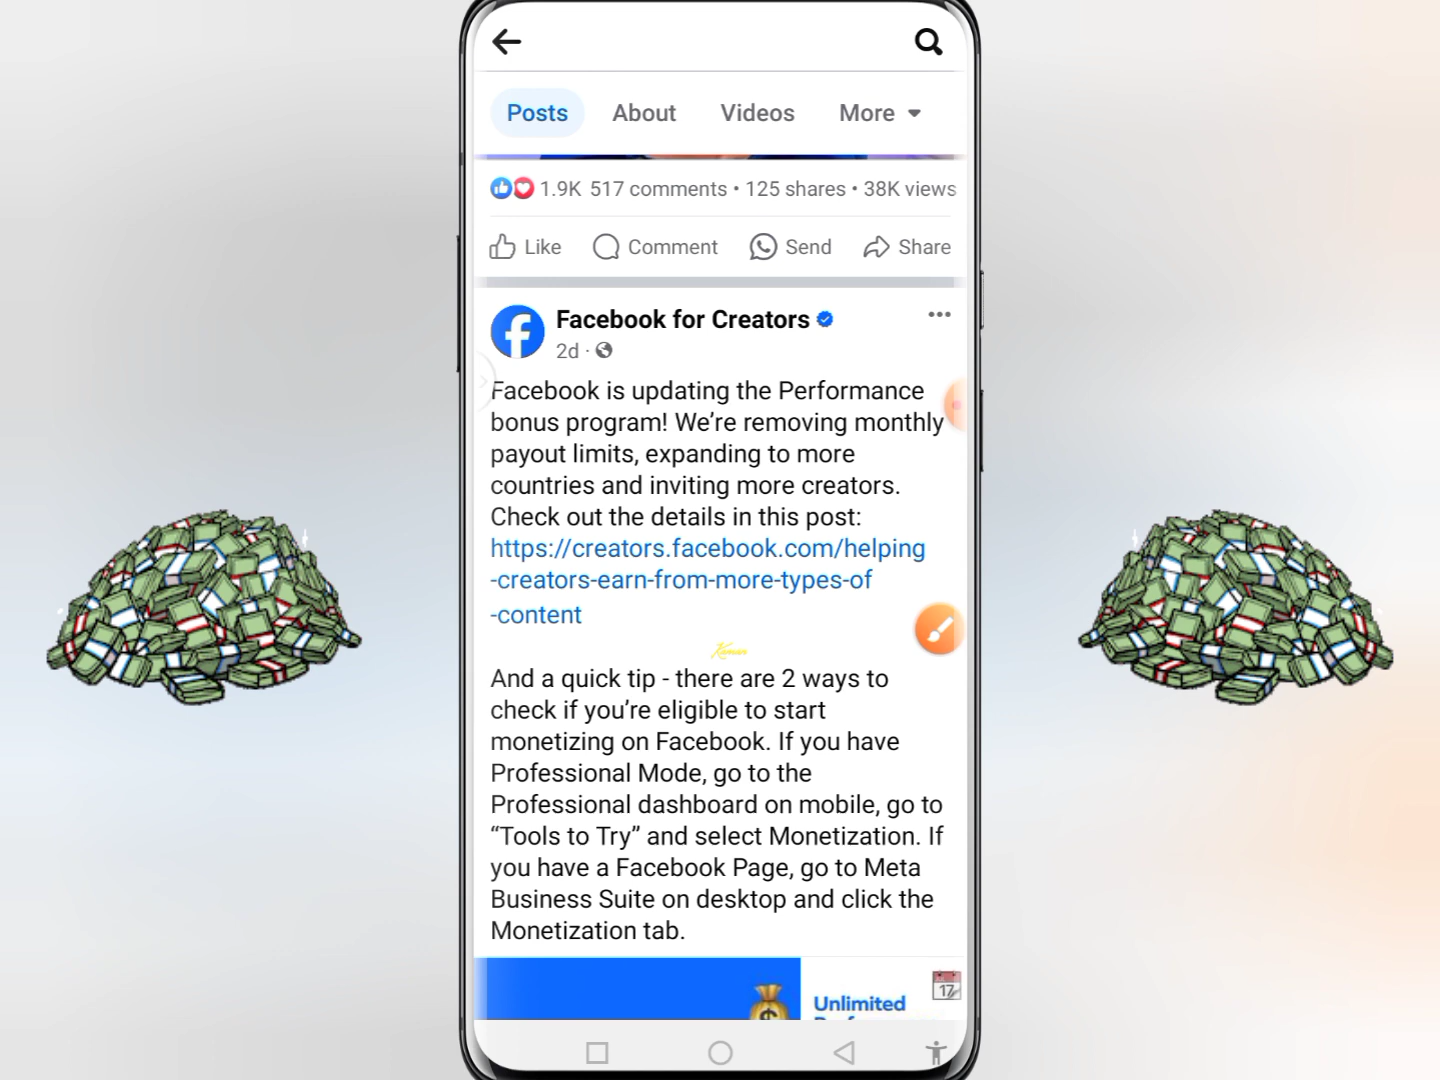 Posts About Videos More
1.9K 517 comments • 125 shares • 38K views
Like Comment Send Share
Facebook for Creators
2d ·
Facebook is updating the Performance
bonus program! We’re removing monthly
payout limits, expanding to more
countries and inviting more creators.
Check out the details in this post:
https://creators.facebook.com/helping
-creators-earn-from-more-types-of
-content
Kumar
And a quick tip - there are 2 ways to
check if you’re eligible to start
monetizing on Facebook. If you have
Professional Mode, go to the
Professional dashboard on mobile, go to
“Tools to Try” and select Monetization. If
you have a Facebook Page, go to Meta
Business Suite on desktop and click the
Monetization tab.
17
Unlimited